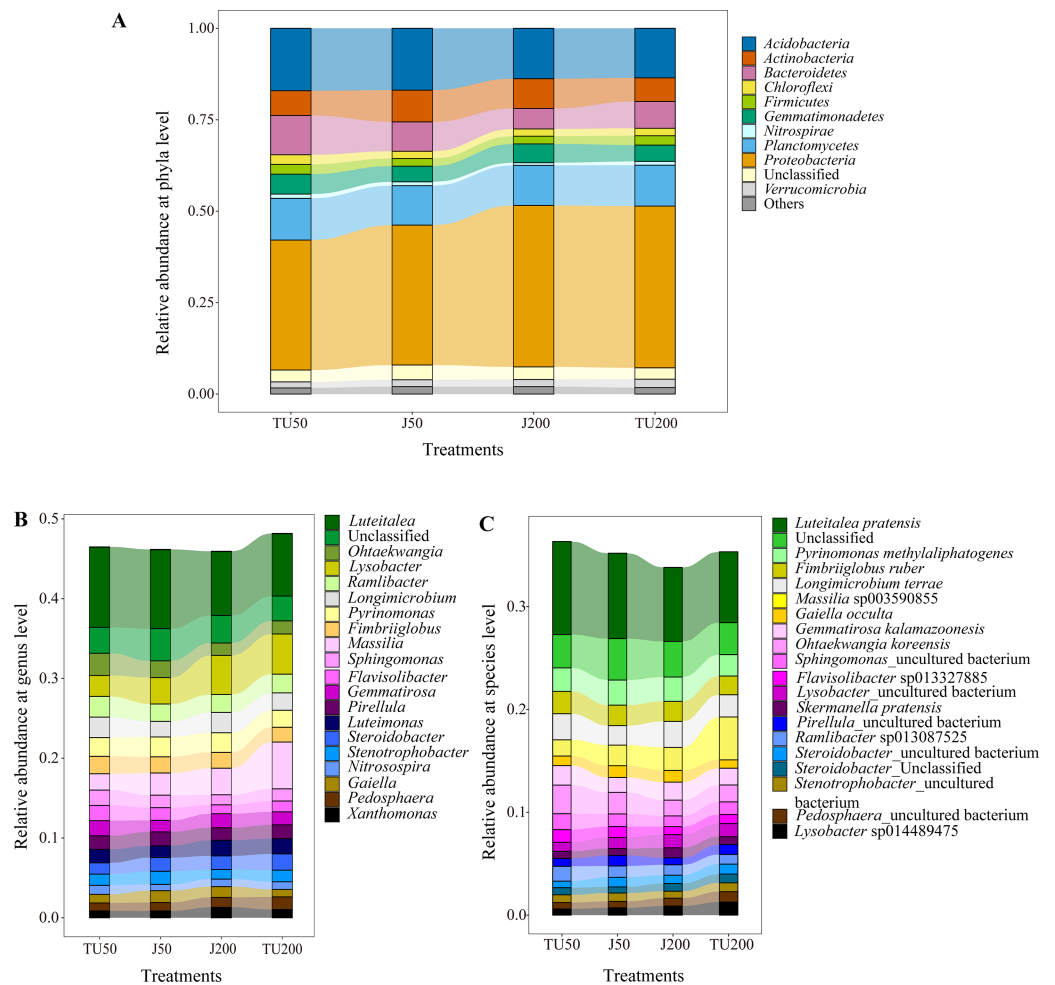 A
Relative abundance at phyla level
1.00
0.75
0.50
0.25
0.00
TU50
J50
J200
TU200
Treatments
Acidobacteria
Actinobacteria
Bacteroidetes
Chloroflexi
Firmicutes
Gemmatimonadetes
Nitrospirae
Planctomycetes
Proteobacteria
Unclassified
Verrucomicrobia
Others
B
Relative abundance at genus level
0.5
0.4
0.3
0.2
0.1
0.0
TU50
J50
J200
TU200
Treatments
Luteitalea
Unclassified
Ohtaekwangia
Lysobacter
Ramlibacter
Longimicrobium
Pyrinomonas
Fimbriiglobus
Massilia
Sphingomonas
Flavisolibacter
Gemmatirosa
Pirellula
Luteimonas
Steroidobacter
Stenotrophobacter
Nitrosospira
Gaiella
Pedosphaera
Xanthomonas
C
Relative abundance at species level
0.3
0.2
0.1
0.0
TU50
J50
J200
TU200
Treatments
Luteitalea pratensis
Unclassified
Pyrinomonas methylaliphatogenes
Fimbriiglobus ruber
Longimicrobium terrae
Massilia sp003590855
Gaiella occulta
Gemmatirosa kalamazoonesis
Ohtaekwangia koreensis
Sphingomonas_uncultured bacterium
Flavisolibacter sp013327885
Lysobacter_uncultured bacterium
Skermanella pratensis
Pirellula_uncultured bacterium
Ramlibacter sp013087525
Steroidobacter_uncultured bacterium
Steroidobacter_Unclassified
Stenotrophobacter_uncultured
bacterium
Pedosphaera_uncultured bacterium
Lysobacter sp014489475